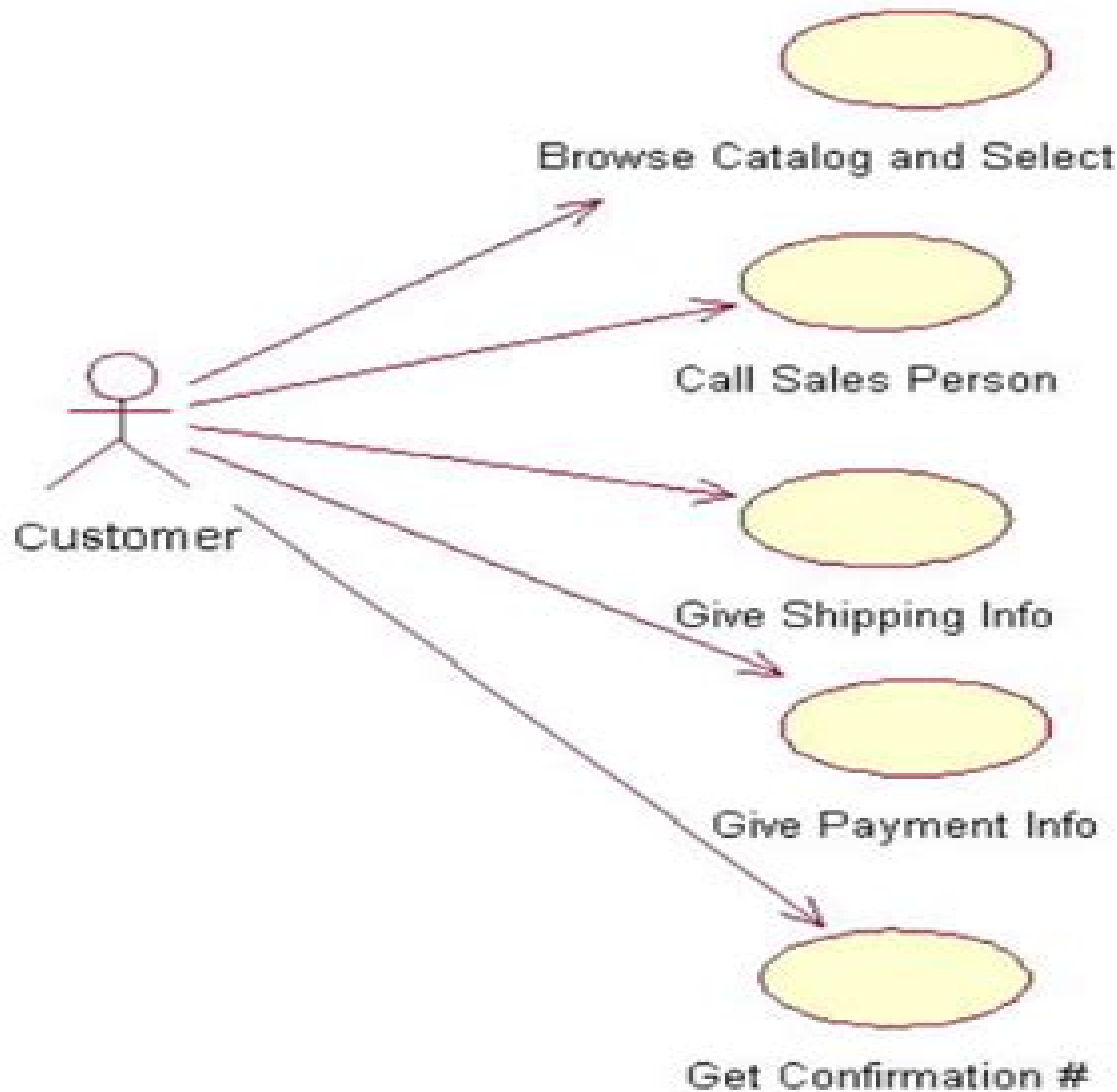 Browse Catalog and Select
Call Sales Person
Customer
Give Shipping Info
Give Payment Info
Get Confirmation #